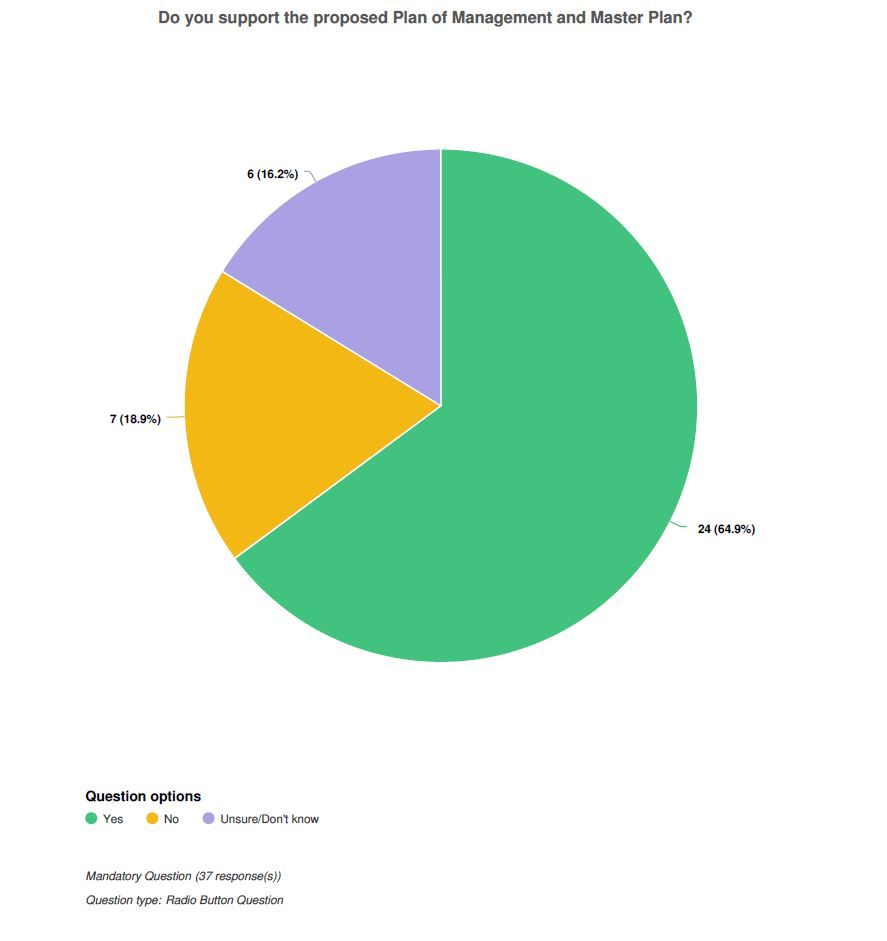 Do you support the proposed Plan of Management and Master Plan?
6 (16.2%)
7 (18.9%)
24 (64.9%)
Question options
Yes No Unsure/Don't know
Mandatory Question (37 response(s))
Question type: Radio Button Question